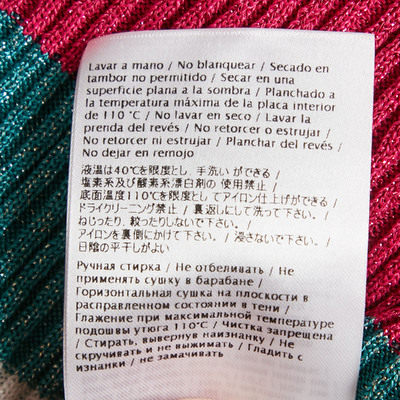 Lavar a mano / No blanquear / Secado en
tambor no permitido / Secar en una
superficie plana a la sombra / Planchado a
la temperatura máxima de la placa interior
de 110 °C / No lavar en seco / Lavar la
prenda del revés / No retorcer o estrujar /
No retorcer ni estrujar / Planchar del revés /
No dejar en remojo
液温は40℃を限度とし、手洗いができる /
塩素系及び酸素系漂白剤の 使用禁止 /
底面温度110℃を限度としてアイロン仕上げができる /
ドライクリーニング禁止 / 裏返しにして洗って下さい。 /
ねじったり、絞ったりしないで下さい。 /
アイロンを裏側にかけて下さい。 / 浸さないで下さい。 /
日陰の平干しがよい
Ручная стирка / Не отбеливать / Не
применять сушку в барабане /
Горизонтальная сушка на плоскости в
расправленном состоянии в тени /
Глажение при максимальной температуре
подошвы утюга 110°C / Чистка запрещена
/ Стирать, вывернув наизнанку / Не
скручивать и не выжимать / Гладить с
изнанки / не замачивать